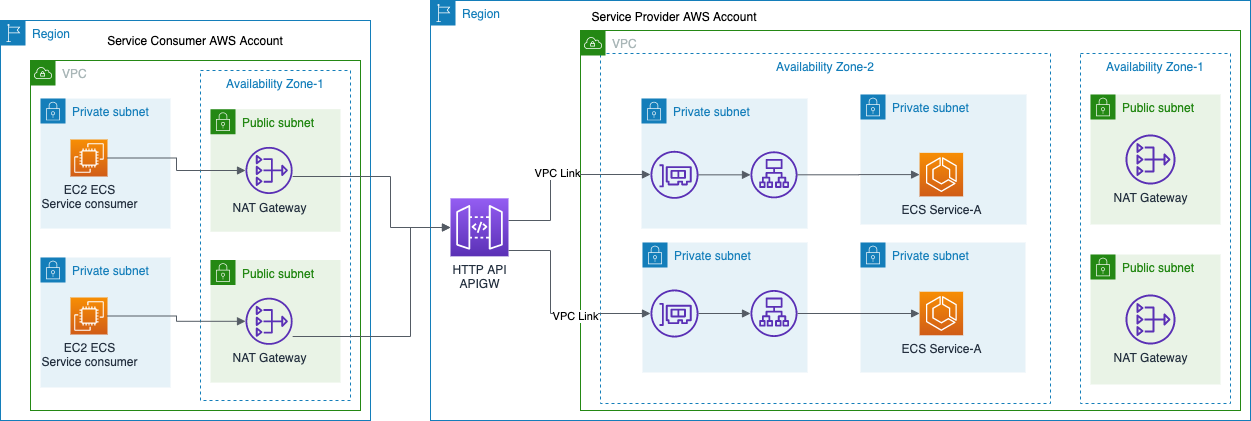 Region
Service Consumer AWS Account
VPC
Availability Zone-1
Private subnet
EC2 ECS
Service consumer
Public subnet
NAT Gateway
Private subnet
EC2 ECS
Service consumer
Public subnet
NAT Gateway
Region
Service Provider AWS Account
HTTP API
APIGW
VPC Link
VPC Link
VPC
Availability Zone-2
Private subnet
Private subnet
ECS Service-A
Private subnet
Private subnet
ECS Service-A
Availability Zone-1
Public subnet
NAT Gateway
Public subnet
NAT Gateway